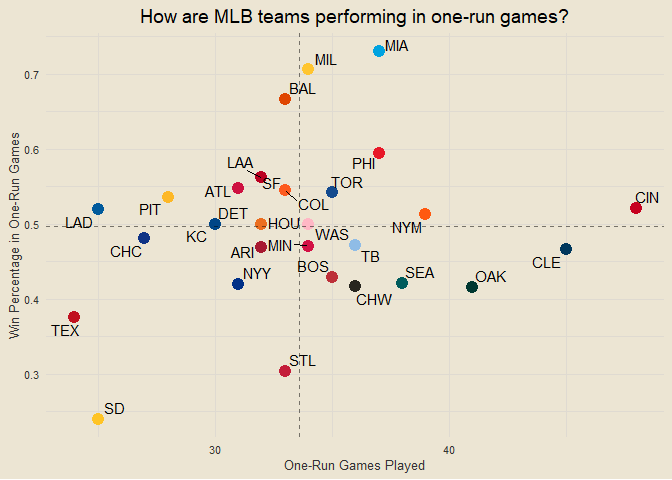 How are MLB teams performing in one-run games?
Win Percentage in One-Run Games
0.7
0.6
0.5
0.4
0.3
MIA
MIL
BAL
PHI
LAA
SF
TOR
ATL
COL
CIN
PIT
LAD
DET
HOU
NYM
KC
WAS
CHC
ARI
MIN
TB
CLE
BOS
NYY
SEA
OAK
CHW
TEX
STL
SD
30
40
One-Run Games Played